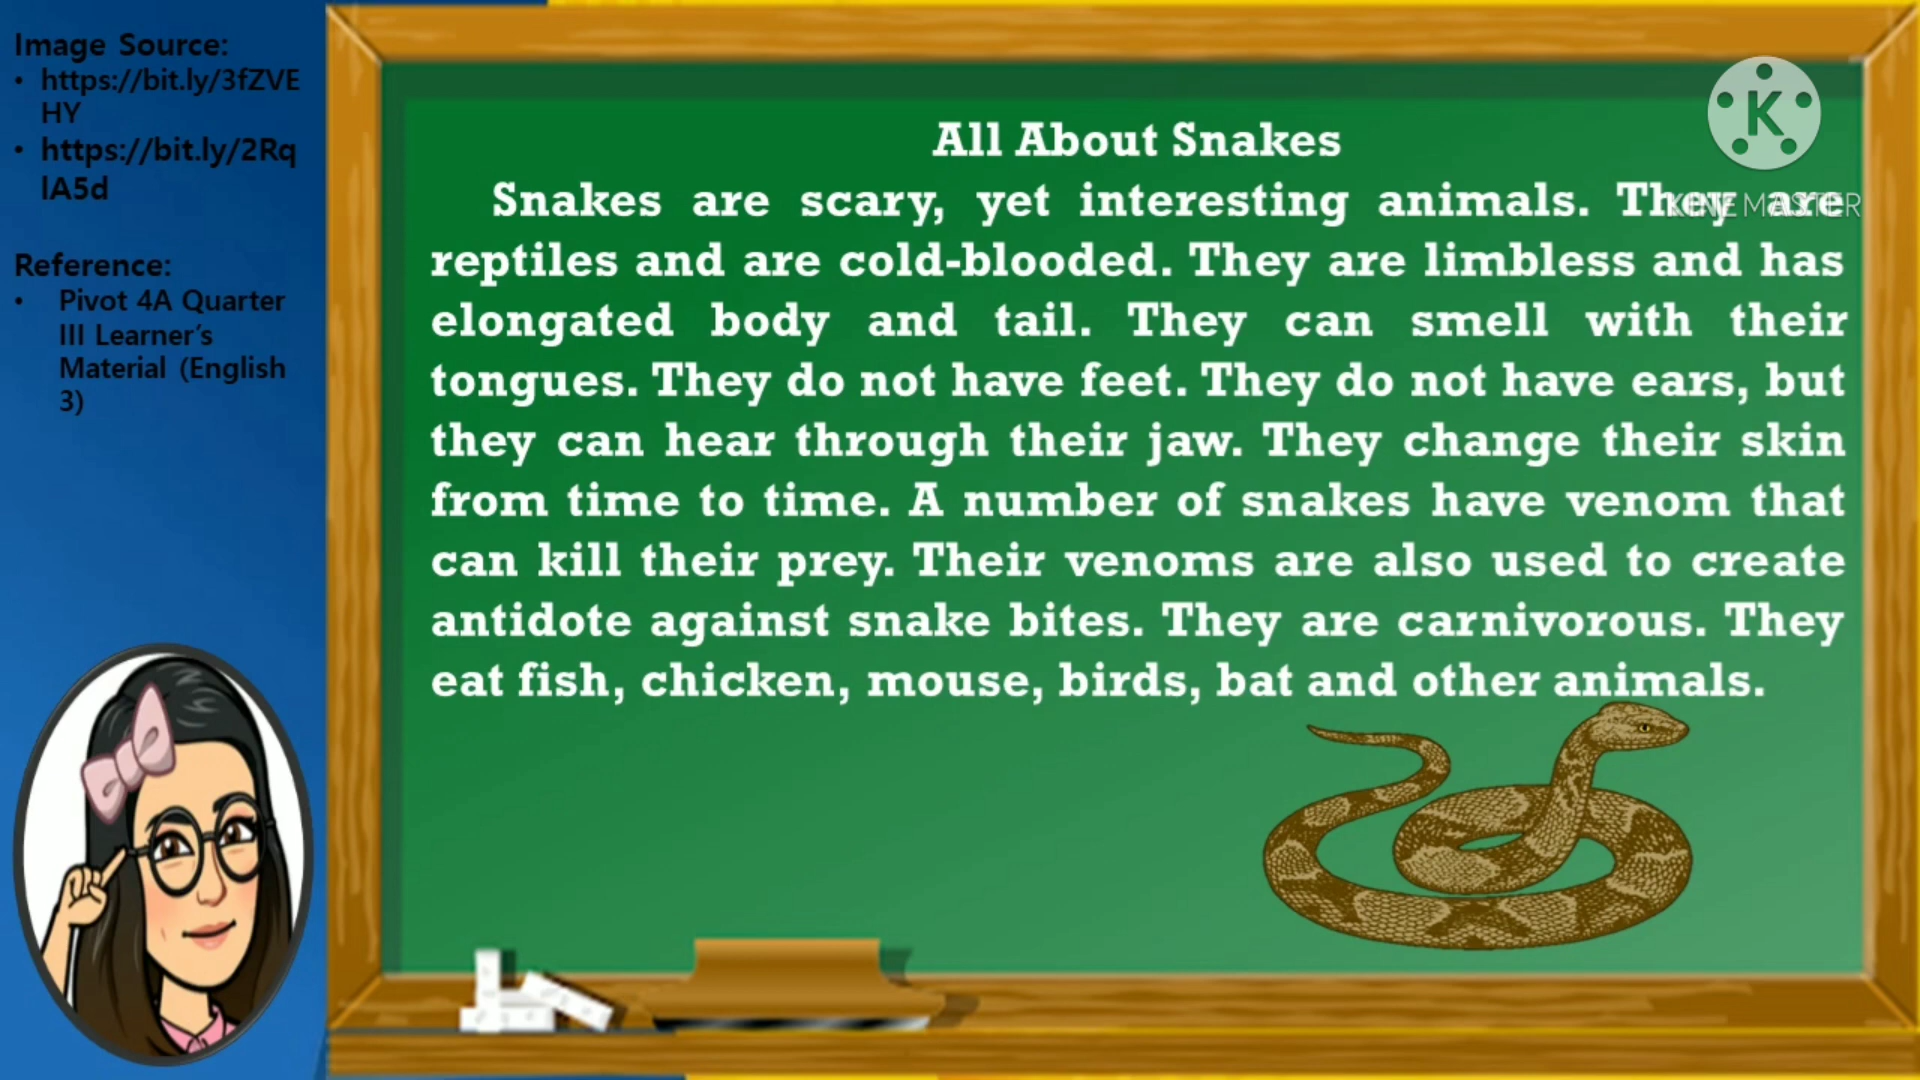 Image Source:
• https://bit.ly/3fZVE
HY
• https://bit.ly/2Rq
lA5d
Reference:
• Pivot 4A Quarter
III Learner's
Material (English
3)
K
KINEMASTER
All About Snakes
Snakes are scary, yet interesting animals. They are
reptiles and are cold-blooded. They are limbless and has
elongated body and tail. They can smell with their
tongues. They do not have feet. They do not have ears, but
they can hear through their jaw. They change their skin
from time to time. A number of snakes have venom that
can kill their prey. Their venoms are also used to create
antidote against snake bites. They are carnivorous. They
eat fish, chicken, mouse, birds, bat and other animals.